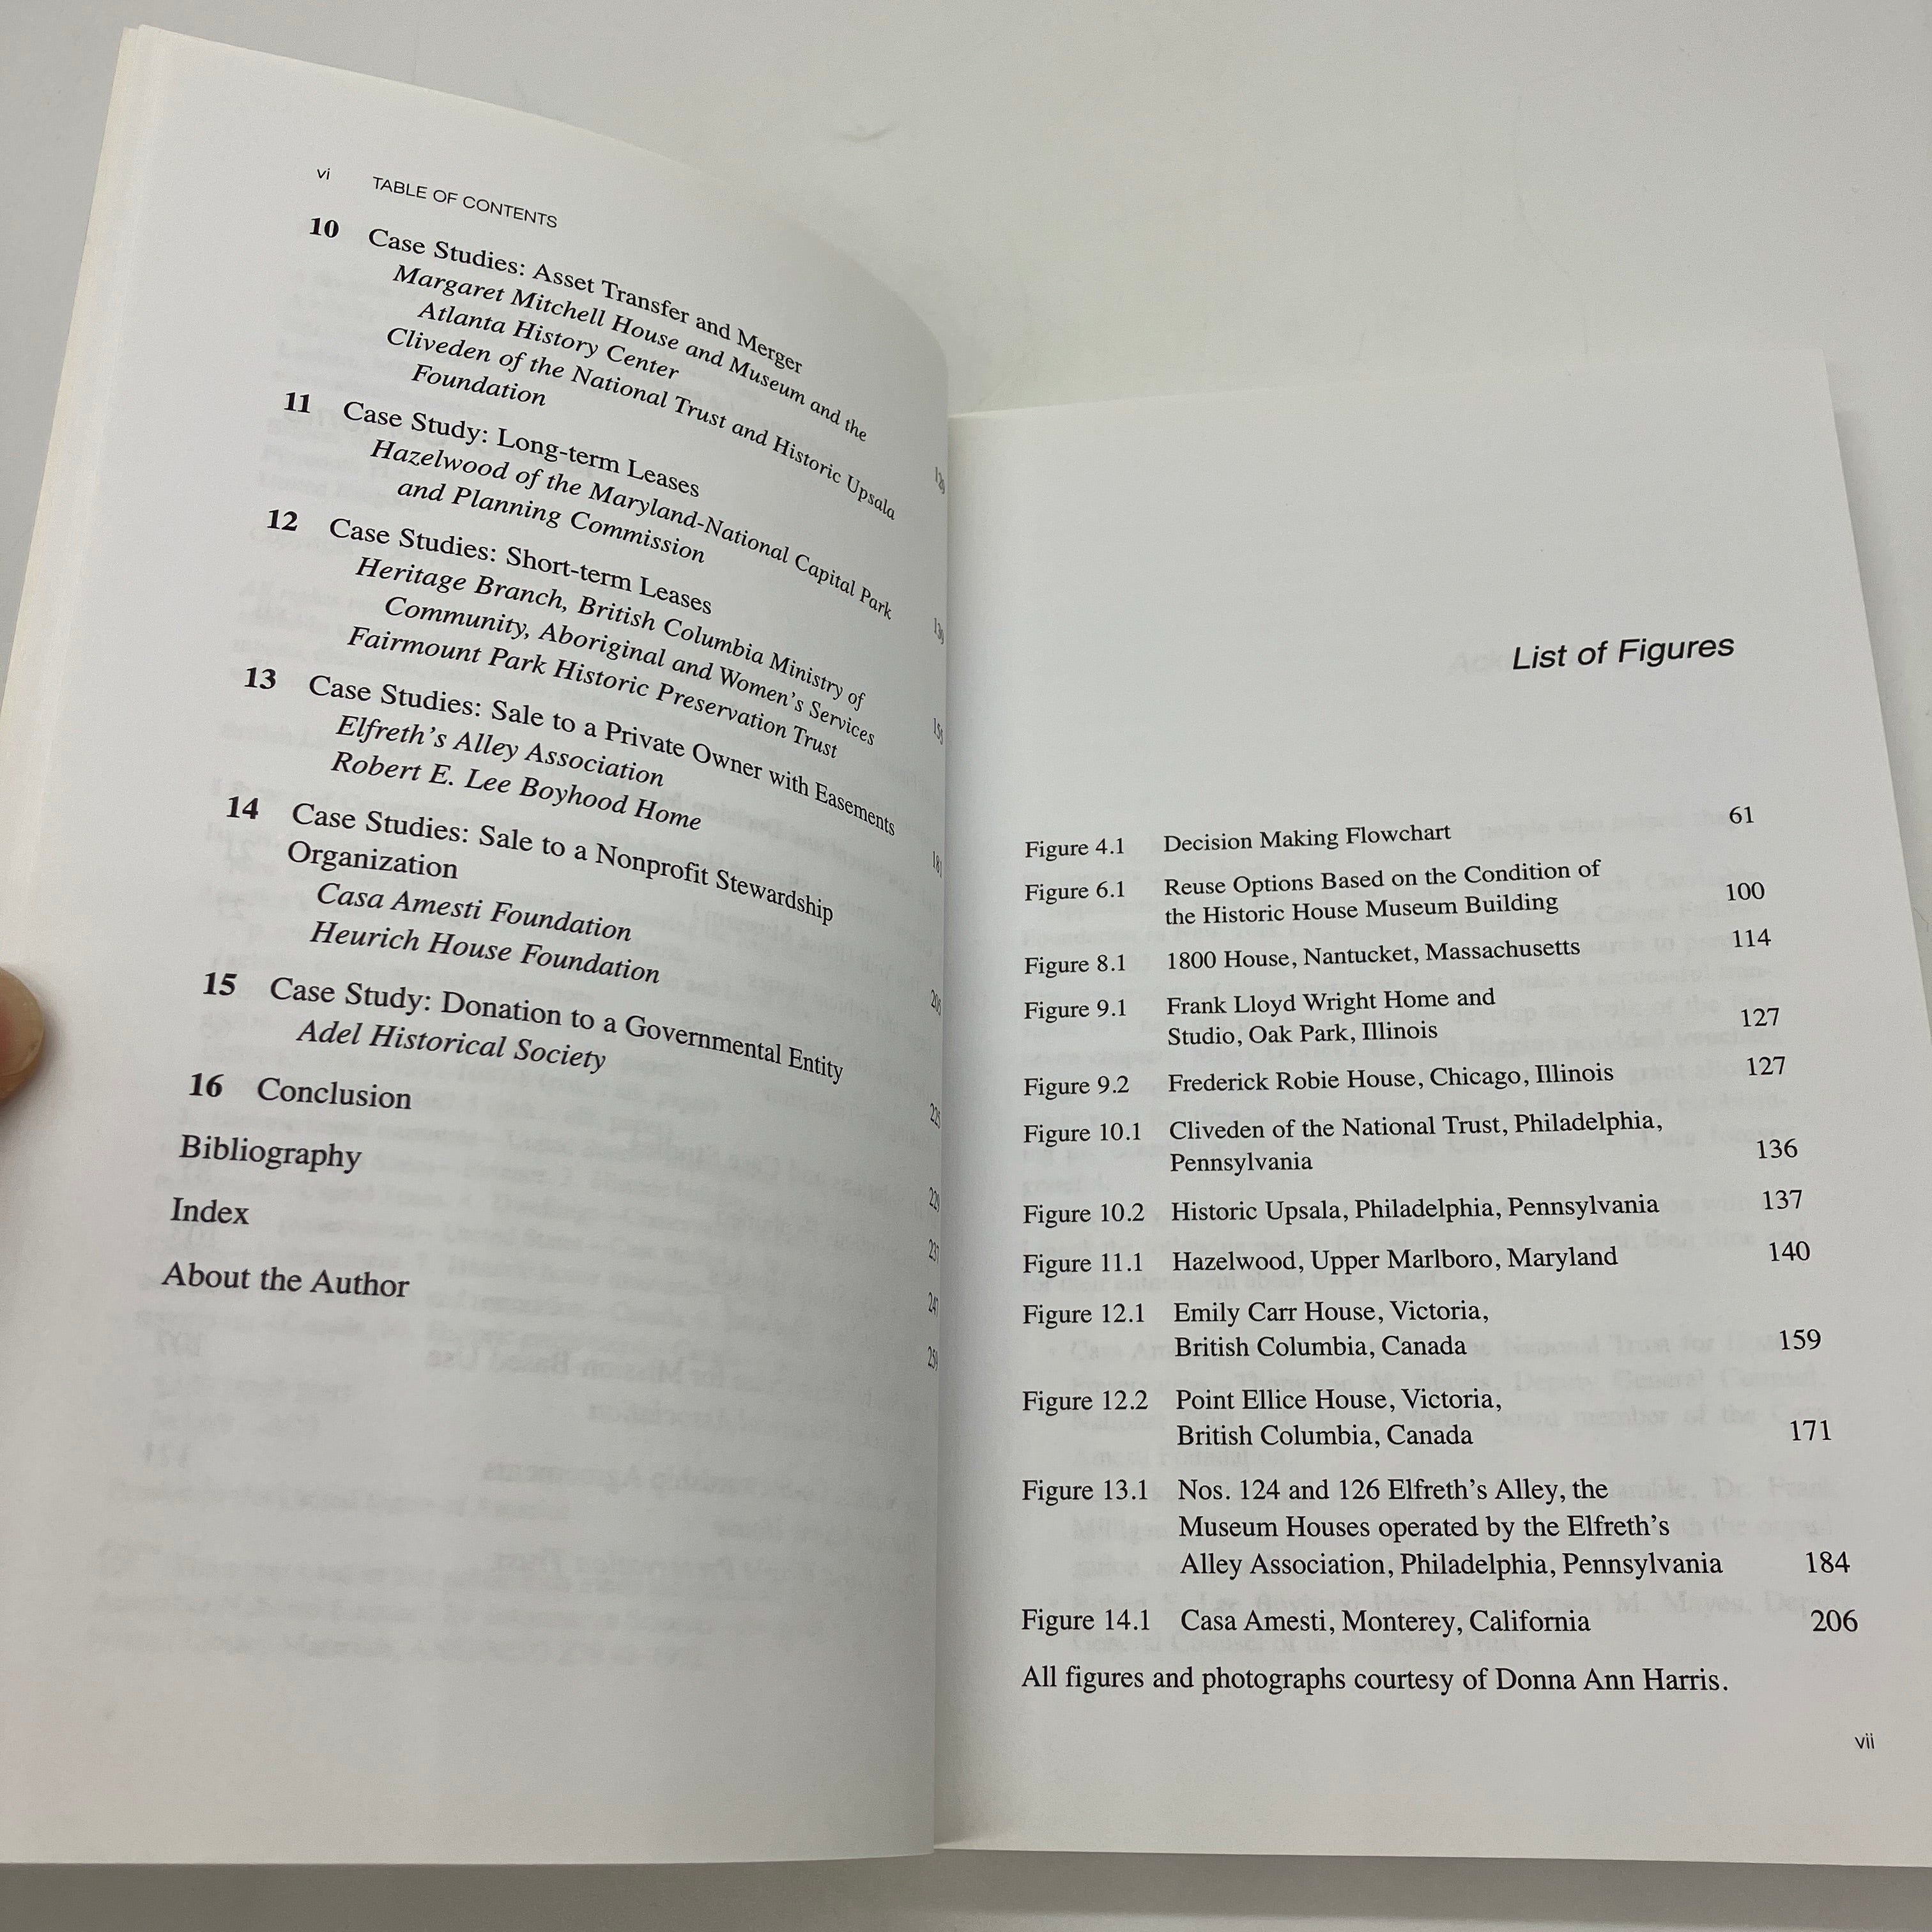 vi TABLE OF CONTENTS
10 Case Studies: Asset Transfer and Merger
Margaret Mitchell House and Museum and the
Atlanta History Center
Cliveden of the National Trust and Historic Upsala
Foundation
11 Case Study: Long-term Leases
Hazelwood of the Maryland-National Capital Park
and Planning Commission
12 Case Studies: Short-term Leases
Heritage Branch, British Columbia Ministry of
Community, Aboriginal and Women's Services
Fairmount Park Historic Preservation Trust
13 Case Studies: Sale to a Private Owner with Easements
Elfreth's Alley Association
Robert E. Lee Boyhood Home
14 Case Studies: Sale to a Nonprofit Stewardship
Organization
Casa Amesti Foundation
Heurich House Foundation
15 Case Study: Donation to a Governmental Entity
Adel Historical Society
16 Conclusion
Bibliography
Index
About the Author
List of Figures
Figure 4.1 Decision Making Flowchart 61
Figure 6.1 Reuse Options Based on the Condition of
the Historic House Museum Building 100
Figure 8.1 1800 House, Nantucket, Massachusetts 114
Figure 9.1 Frank Lloyd Wright Home and
Studio, Oak Park, Illinois 127
Figure 9.2 Frederick Robie House, Chicago, Illinois 127
Figure 10.1 Cliveden of the National Trust, Philadelphia,
Pennsylvania 136
Figure 10.2 Historic Upsala, Philadelphia, Pennsylvania 137
Figure 11.1 Hazelwood, Upper Marlboro, Maryland 140
Figure 12.1 Emily Carr House, Victoria,
British Columbia, Canada 159
Figure 12.2 Point Ellice House, Victoria,
British Columbia, Canada 171
Figure 13.1 Nos. 124 and 126 Elfreth's Alley, the
Museum Houses operated by the Elfreth's
Alley Association, Philadelphia, Pennsylvania 184
Figure 14.1 Casa Amesti, Monterey, California 206
All figures and photographs courtesy of Donna Ann Harris.
vii